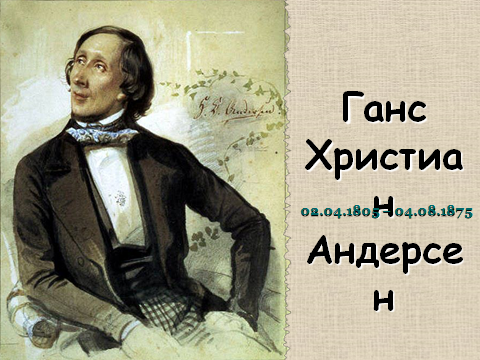 Ганс
Христиа
н
02.04.1805 - 04.08.1875
Андерсе
н